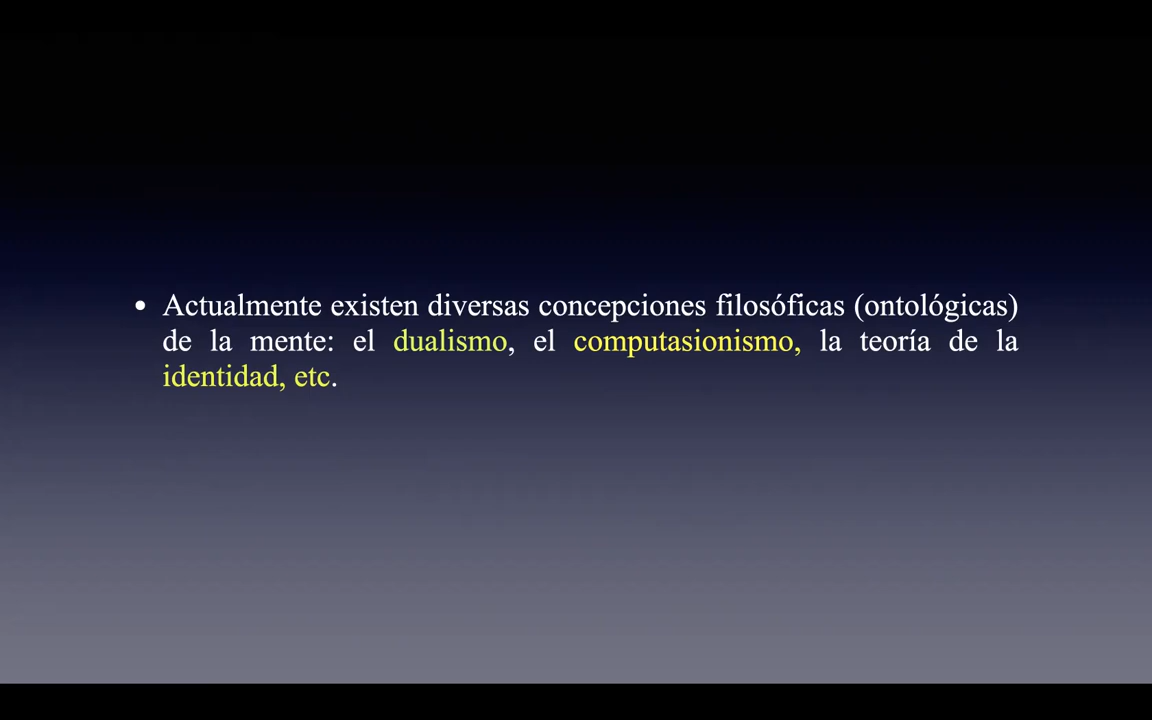 • Actualmente existen diversas concepciones filosóficas (ontológicas)
de la mente: el dualismo, el computasionismo, la teoría de la
identidad, etc.